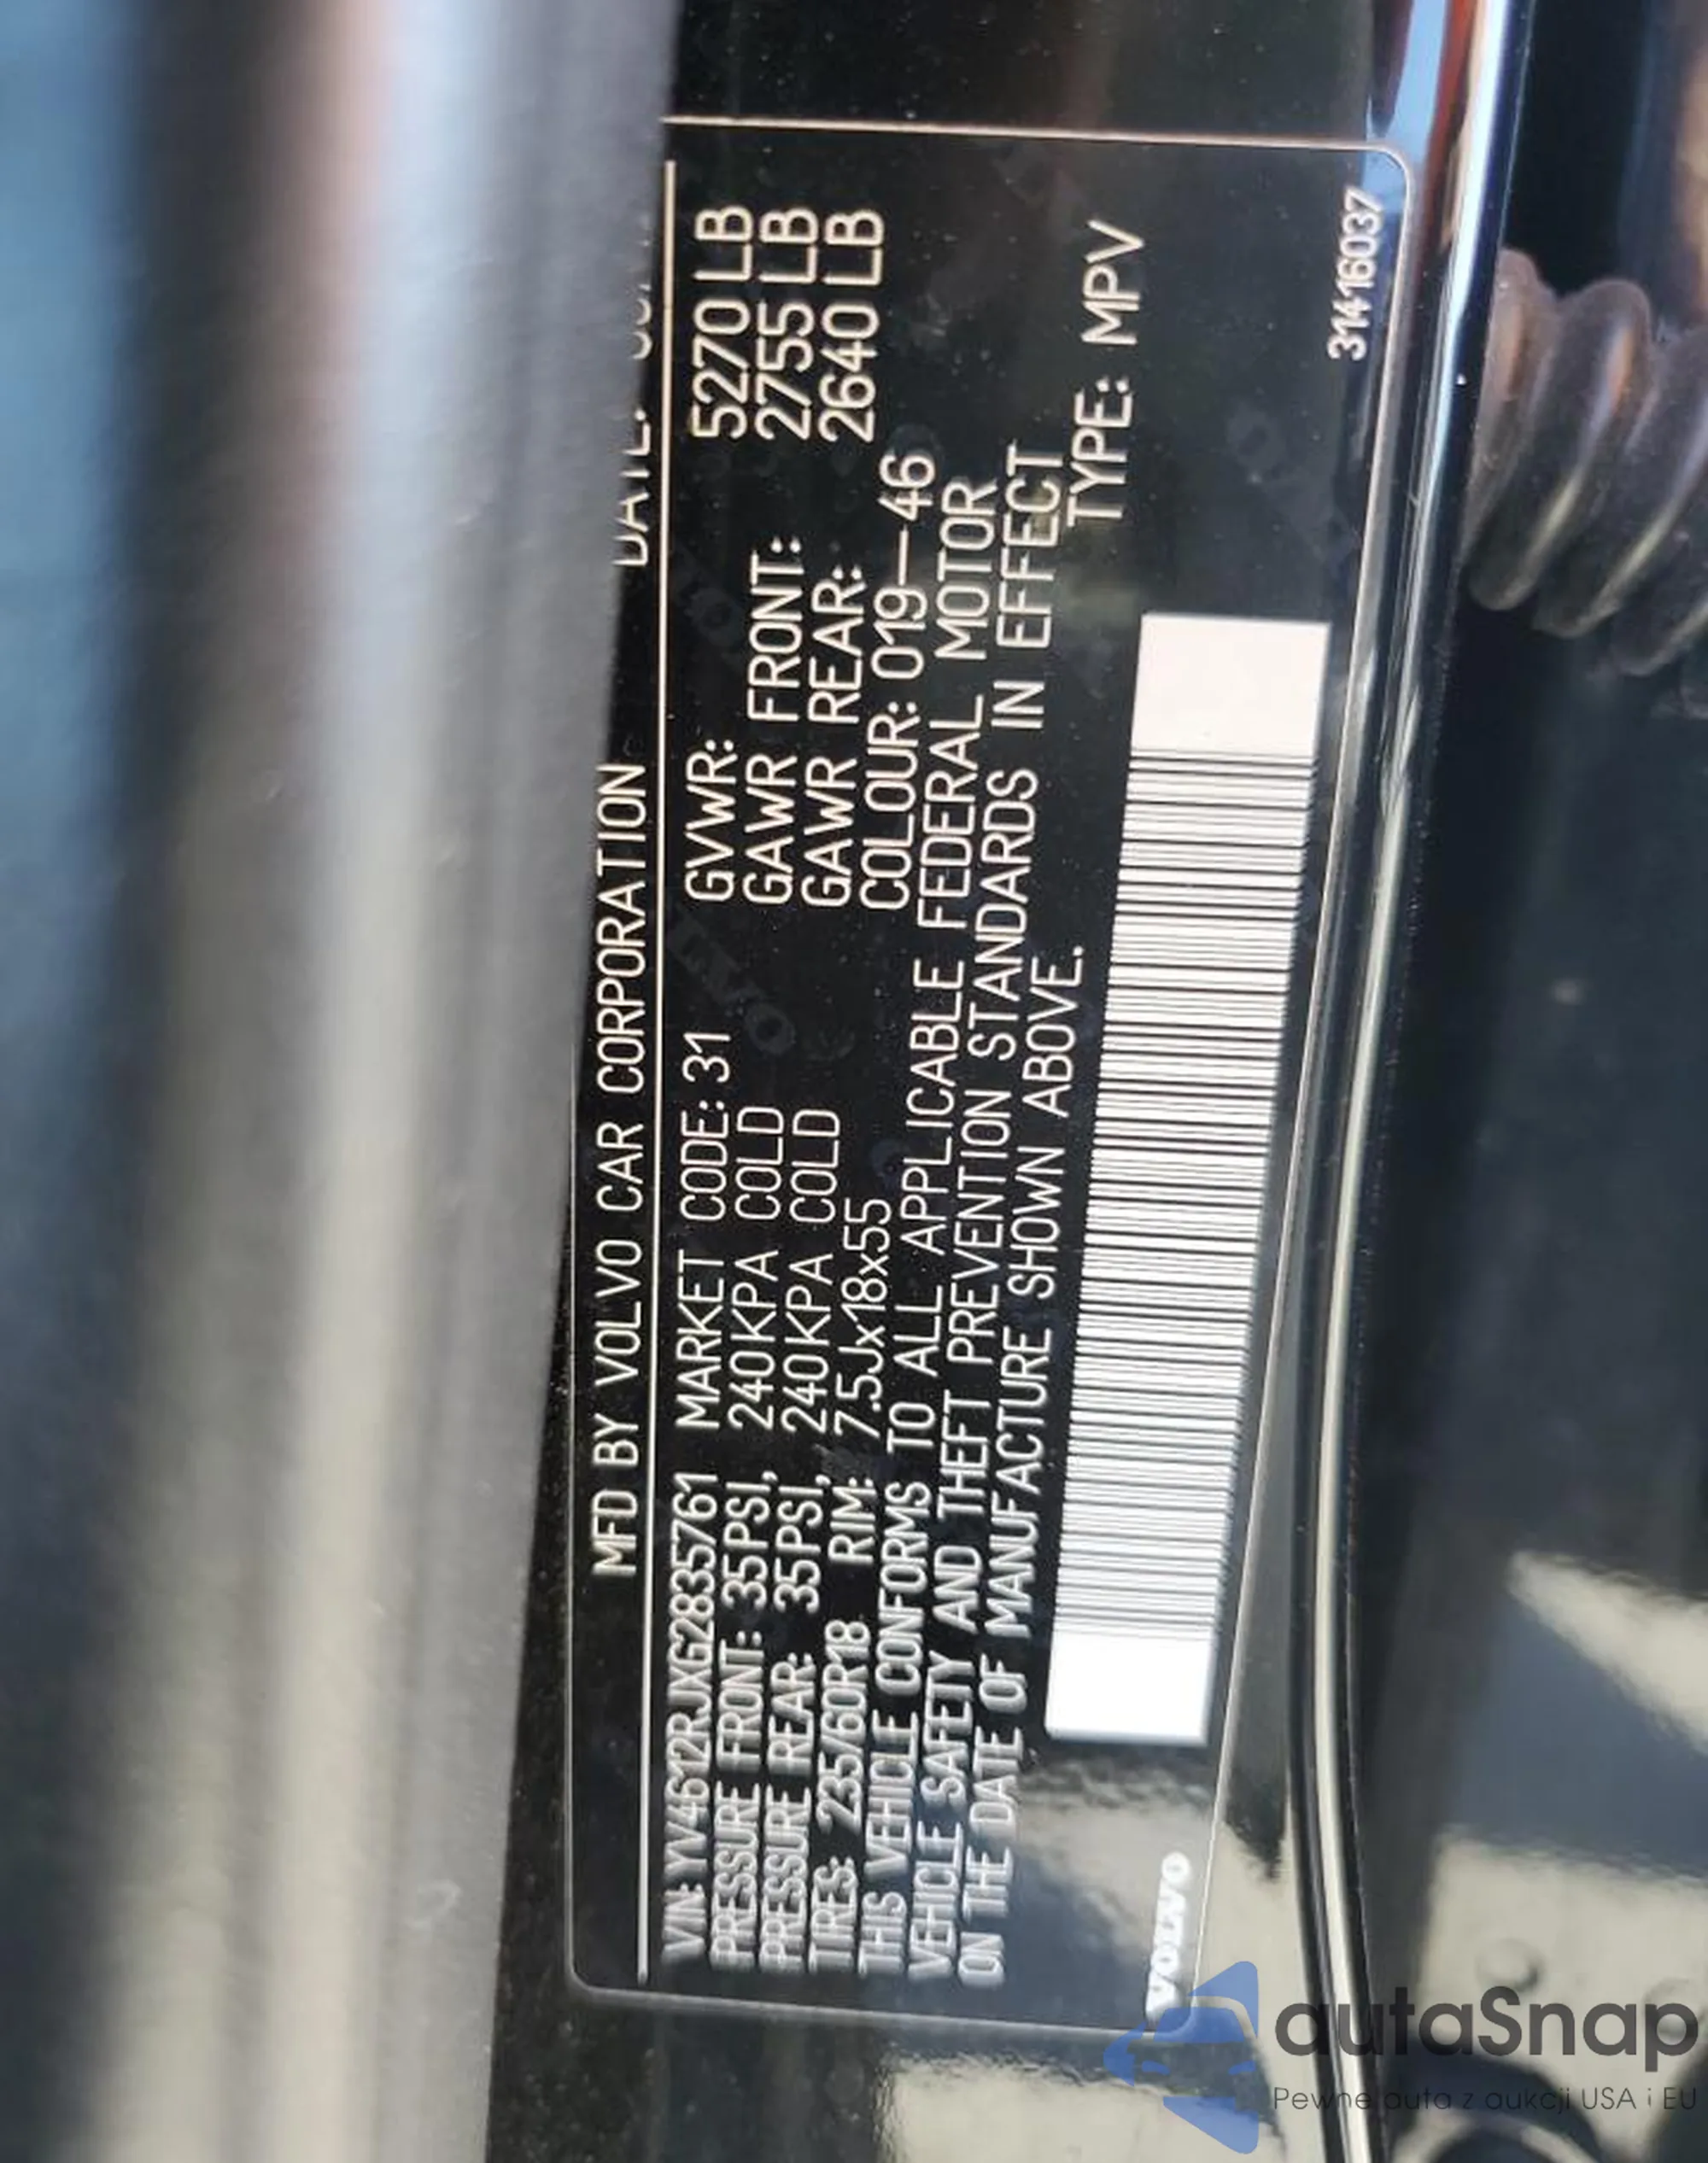 MFD BY VOLVO CAR CORPORATION DATE:
VIN: YV4612RJXG2835761 MARKET CODE: 31 GVWR: 5270 LB
PRESSURE FRONT: 35PSI, 240KPA COLD GAWR FRONT: 2755 LB
PRESSURE REAR: 35PSI, 240KPA COLD GAWR REAR: 2640 LB
TIRES: 235/60R18 RIM: 7.5Jx18x55 COLOUR: 019-46
THIS VEHICLE CONFORMS TO ALL APPLICABLE FEDERAL MOTOR
VEHICLE SAFETY AND THEFT PREVENTION STANDARDS IN EFFECT
ON THE DATE OF MANUFACTURE SHOWN ABOVE. TYPE: MPV
VOLVO 31416037
autaSnap
Pewne auta z aukcji USA i EU